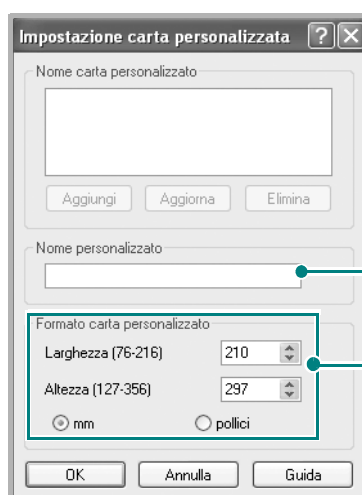 Impostazione carta personalizzata
Nome carta personalizzato
Aggiungi Aggiorna Elimina
Nome personalizzato
Formato carta personalizzato
Larghezza (76-216) 210
Altezza (127-356) 297
mm pollici
OK Annulla Guida